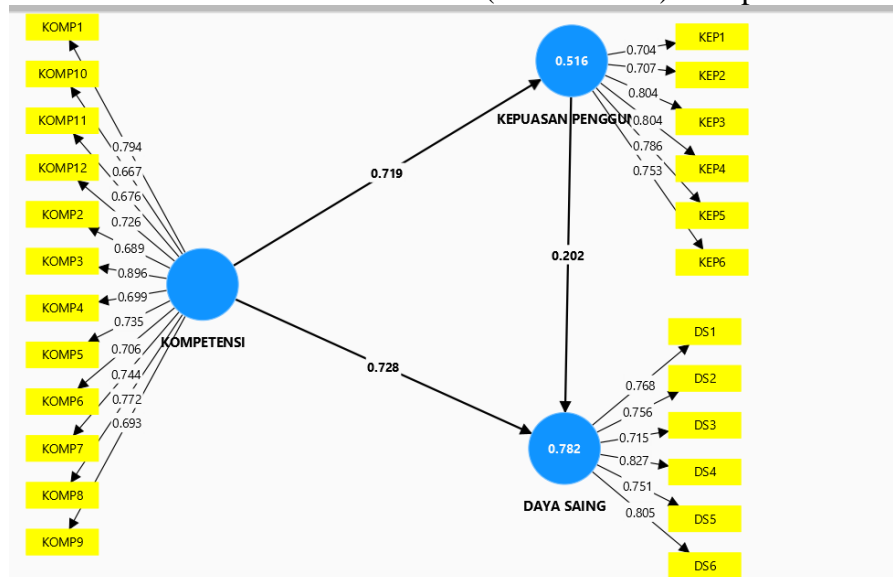 KOMP1
KOMP10
KOMP11
KOMP12
KOMP2
KOMP3
KOMP4
KOMP5
KOMP6
KOMP7
KOMP8
KOMP9
0.794
0.667
0.676
0.726
0.689
0.896
0.699
0.735
0.706
0.744
0.772
0.693
KOMPETENSI
0.719
0.728
0.516
KEPUASAN PENGGU
0.202
0.704
0.707
0.804
0.804
0.786
0.753
KEP1
KEP2
KEP3
KEP4
KEP5
KEP6
0.782
DAYA SAING
0.768
0.756
0.715
0.827
0.751
0.805
DS1
DS2
DS3
DS4
DS5
DS6